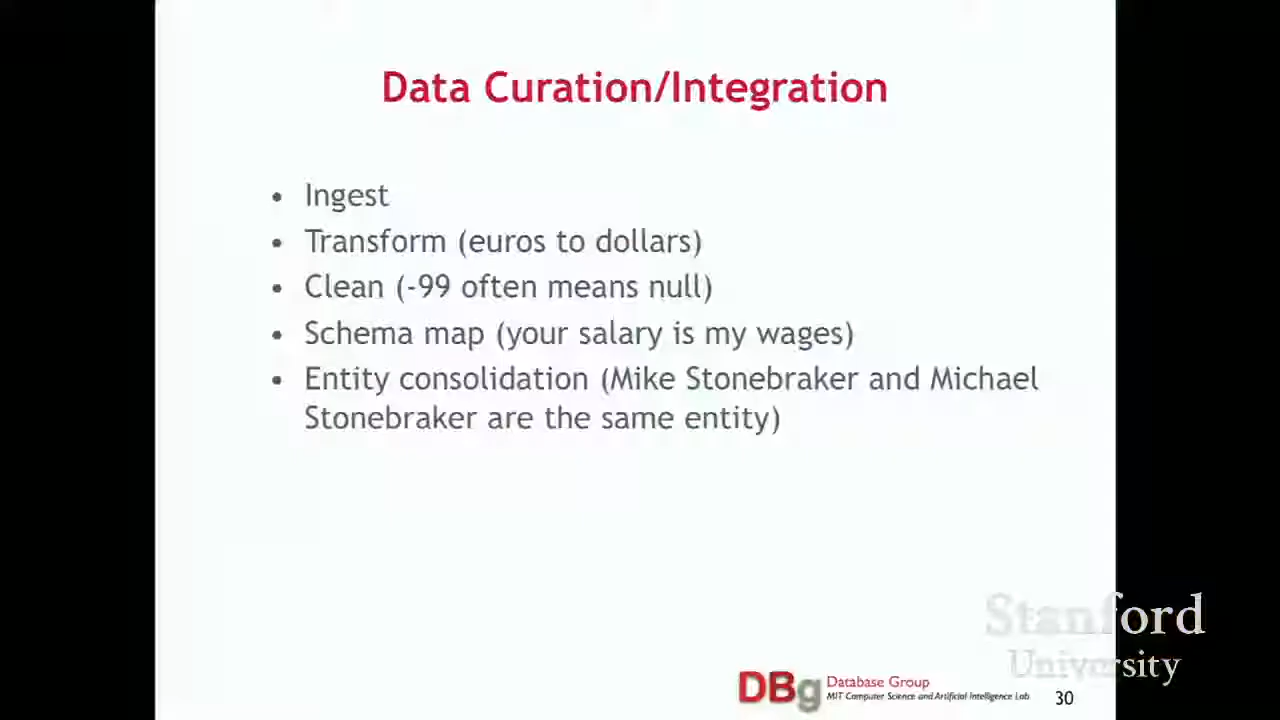 Data Curation/Integration
• Ingest
• Transform (euros to dollars)
• Clean (-99 often means null)
• Schema map (your salary is my wages)
• Entity consolidation (Mike Stonebraker and Michael
Stonebraker are the same entity)
Stanford
University
DBg Database Group
MIT Computer Science and Artificial Intelligence Lab
30